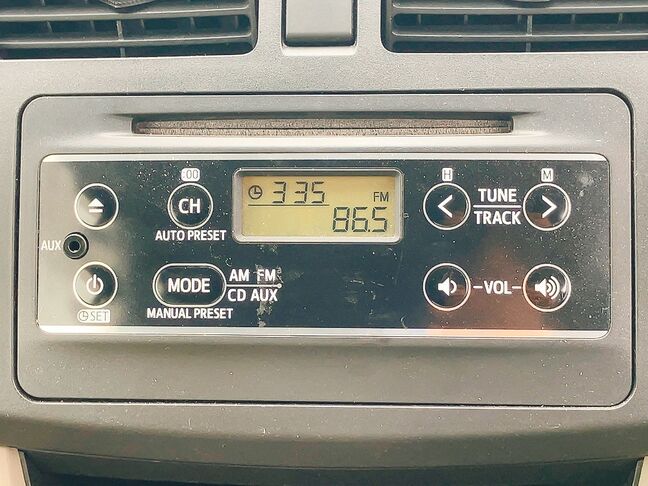 :00
CH
AUTO PRESET
3 35
FM
86.5
H
M
TUNE
TRACK
AUX
MODE
AM FM
CD AUX
MANUAL PRESET
SET
VOL